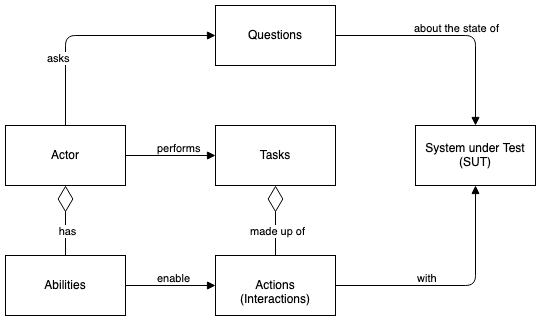 Questions
about the state of
asks
Actor
performs
Tasks
System under Test
(SUT)
has
made up of
Abilities
enable
Actions
(Interactions)
with